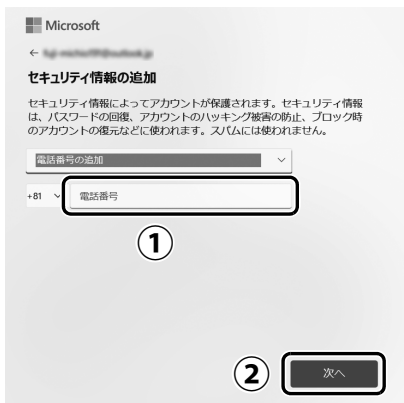 Microsoft
←
セキュリティ情報の追加
セキュリティ情報によってアカウントが保護されます。セキュリティ情報
は、パスワードの回復、アカウントのハッキング被害の防止、ブロック時
のアカウントの復元などに使われます。スパムには使われません。
電話番号の追加
+81 電話番号
①
② 次へ